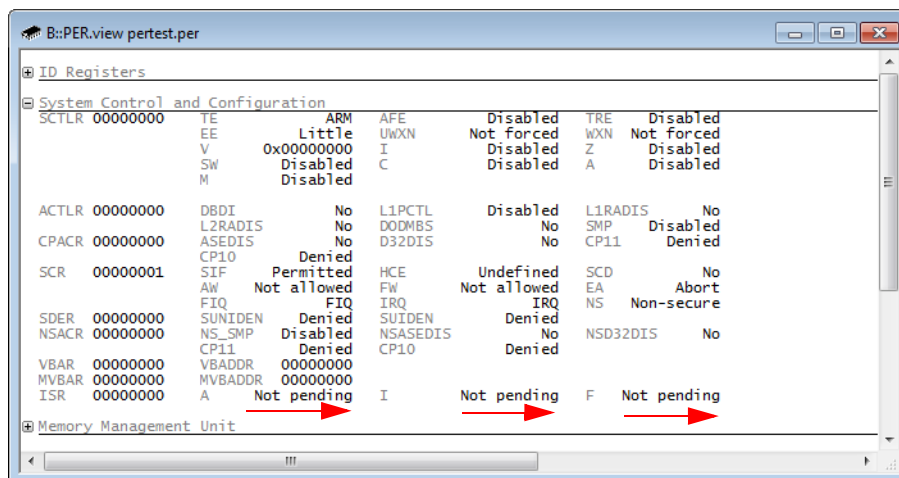 B::PER.view pertest.per
ID Registers
System Control and Configuration
SCTLR 00000000 TE ARM AFE Disabled TRE Disabled
EE Little UWXN Not forced WXN Not forced
V 0x00000000 I Disabled Z Disabled
SW Disabled C Disabled A Disabled
M Disabled
ACTLR 00000000 DBDI No L1PCTL Disabled L1RADIS No
L2RADIS No DODMBS No SMP Disabled
CPACR 00000000 ASEDIS No D32DIS No CP11 Denied
CP10 Denied
SCR 00000001 SIF Permitted HCE Undefined SCD No
AW Not allowed FW Not allowed EA Abort
FIQ FIQ IRQ IRQ NS Non-secure
SDER 00000000 SUNIDEN Denied SUIDEN Denied
NSACR 00000000 NS_SMP Disabled NSASEDIS No NSD32DIS No
CP11 Denied CP10 Denied
VBAR 00000000 VBADDR 00000000
MVBAR 00000000 MVBADDR 00000000
ISR 00000000 A Not pending I Not pending F Not pending
Memory Management Unit